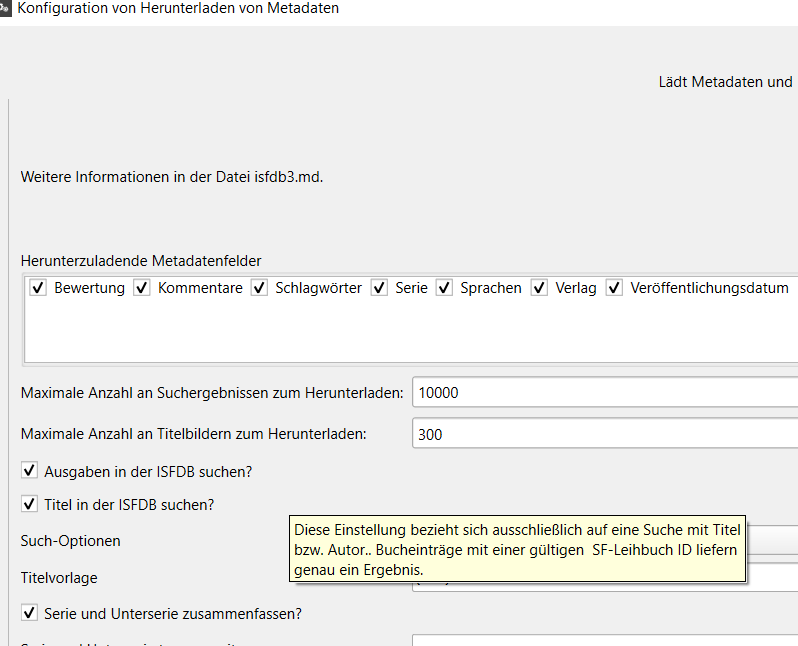 Konfiguration von Herunterladen von Metadaten
Lädt Metadaten und
Weitere Informationen in der Datei isfdb3.md.
Herunterzuladende Metadatenfelder
Bewertung Kommentare Schlagwörter Serie Sprachen Verlag Veröffentlichungsdatum
Maximale Anzahl an Suchergebnissen zum Herunterladen: 10000
Maximale Anzahl an Titelbildern zum Herunterladen: 300
Ausgaben in der ISFDB suchen?
Titel in der ISFDB suchen?
Such-Optionen
Diese Einstellung bezieht sich ausschließlich auf eine Suche mit Titel
bzw. Autor.. Bucheinträge mit einer gültigen  SF-Leihbuch ID liefern
genau ein Ergebnis.
Titelvorlage
Serie und Unterserie zusammenfassen?